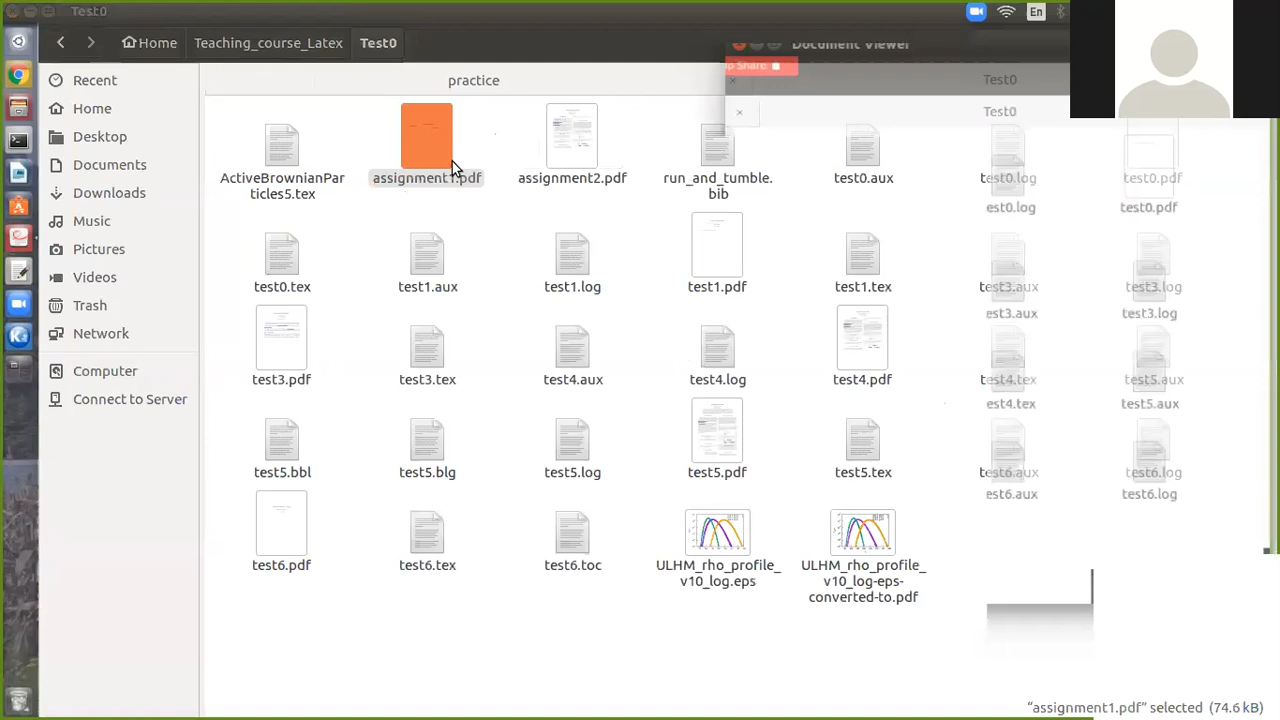 Test0
En
Home
Teaching_course_Latex
Test0
Document Viewer
p Share
Recent
practice
Test0
Home
Test0
Desktop
Documents
Downloads
Music
Pictures
Videos
Trash
Network
Computer
Connect to Server
ActiveBrownianPar
ticles5.tex
assignment1.pdf
assignment2.pdf
run_and_tumble.
bib
test0.aux
test0.log
est0.log
test0.pdf
test0.pdf
test0.tex
test1.aux
test1.log
test1.pdf
test1.tex
test3.aux
est3.aux
test3.log
test3.log
test3.pdf
test3.tex
test4.aux
test4.log
test4.pdf
test4.tex
est4.tex
test5.aux
test5.aux
test5.bbl
test5.blg
test5.log
test5.pdf
test5.tex
test6.aux
est6.aux
test6.log
test6.log
test6.pdf
test6.tex
test6.toc
ULHM_rho_profile_
v10_log.eps
ULHM_rho_profile_
v10_log-eps-
converted-to.pdf
“assignment1.pdf” selected (74.6 kB)